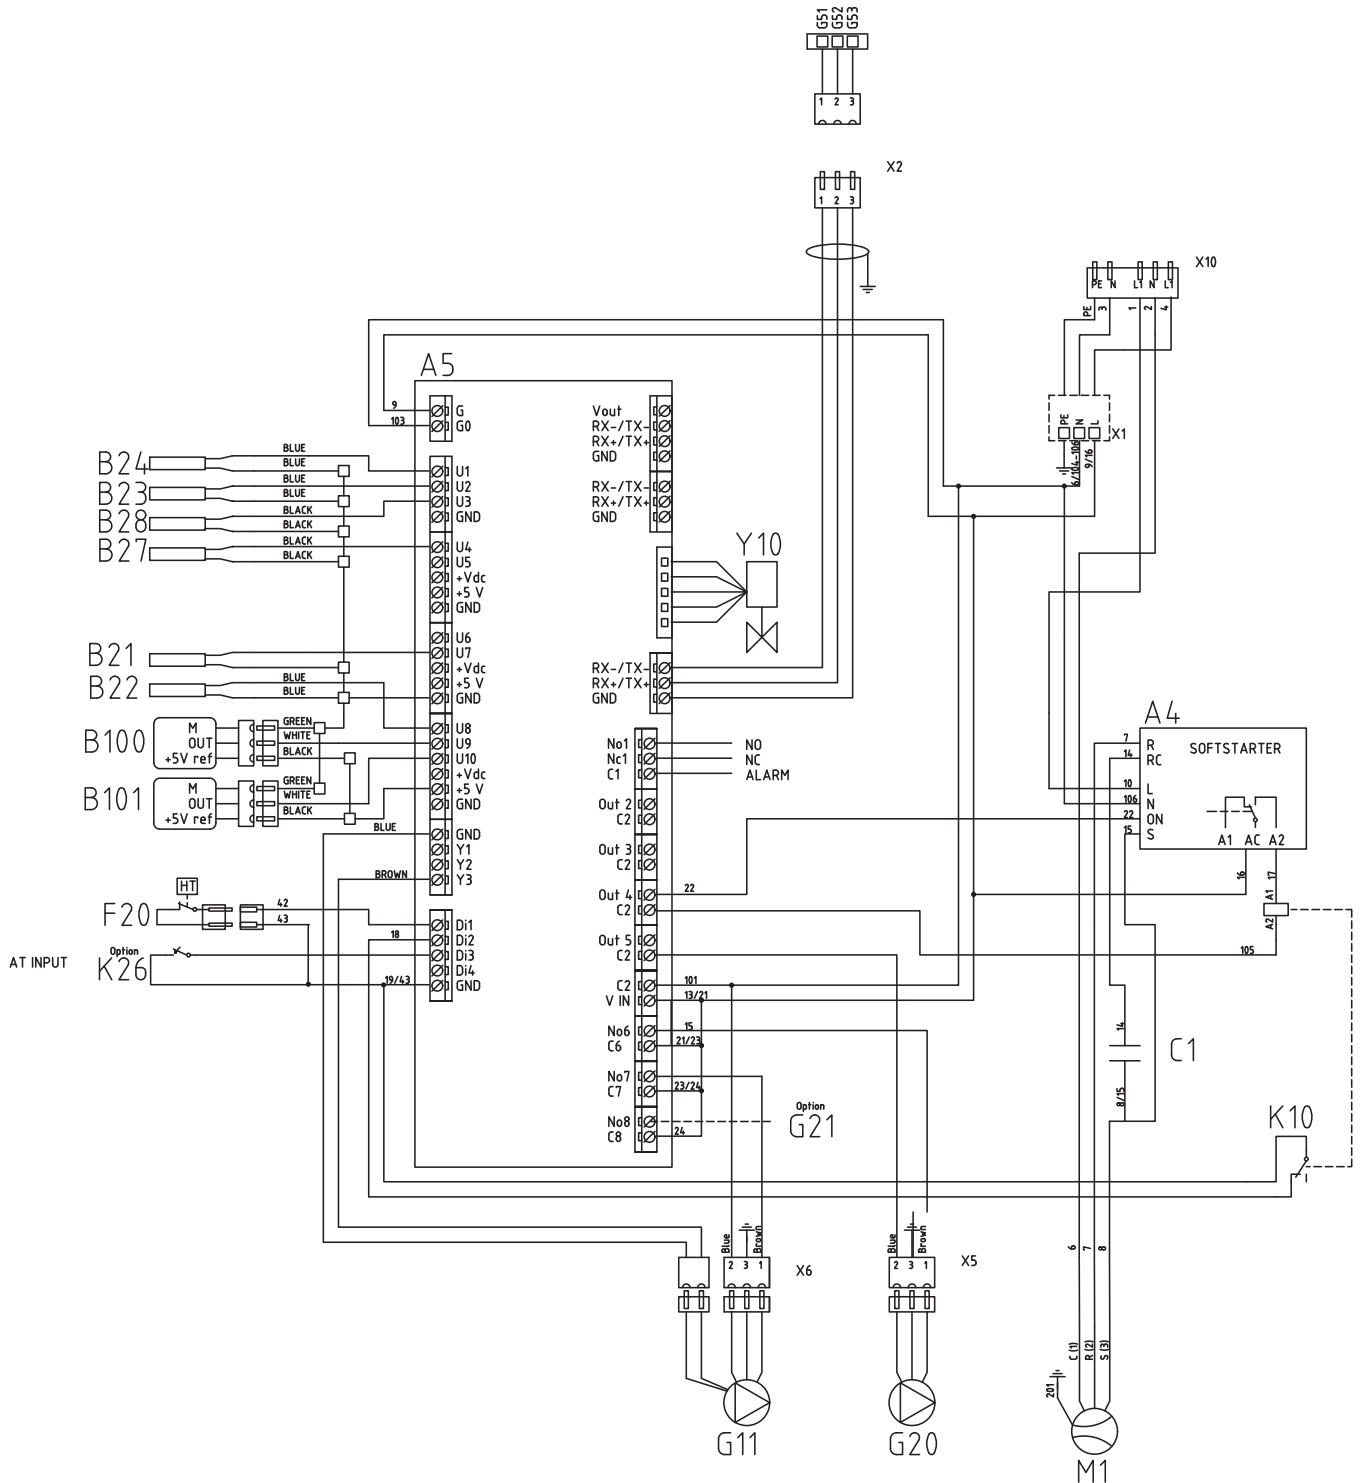 G51 G52 G53
1 2 3
X2
1 2 3
X10
PE N L1 N L1
PE 3 1 2 4
A5
PE N L
X1
6/104-106
9/16
9 G
103 G0
Vout
RX-/TX-
RX+/TX+
GND
RX-/TX-
RX+/TX+
GND
B24 BLUE U1
BLUE
B23 BLUE U2
BLUE U3
B28 BLACK GND
BLACK
B27 BLACK U4
U5
+Vdc
+5 V
GND
Y10
U6
B21 U7
+Vdc
B22 BLUE +5 V
BLUE GND
RX-/TX-
RX+/TX+
GND
B100
M GREEN U8
OUT WHITE U9
+5V ref BLACK U10
+Vdc
B101
M GREEN +5 V
OUT WHITE GND
+5V ref BLACK
BLUE GND
Y1
Y2
BROWN Y3
No1 NO
Nc1 NC
C1 ALARM
Out 2
C2
Out 3
C2
Out 4 22
C2
Out 5
C2
C2 101
V IN 13/21
No6 15
C6 21/23
No7
C7 23/24
No8
C8 24
Option
G21
A4
SOFTSTARTER
7 R
14 RC
10 L
106 N
22 ON
15 S
A1 AC A2
16 17
A1
A2
105
HT
F20 42
43
Di1
18 Di2
Di3
Di4
19/43 GND
AT INPUT
Option
K26
14
C1
8/15
K10
Blue Brown
2 3 1
X6
Blue Brown
2 3 1
X5
6 7 8
C (1) R (2) S (3)
201
G11
G20
M1